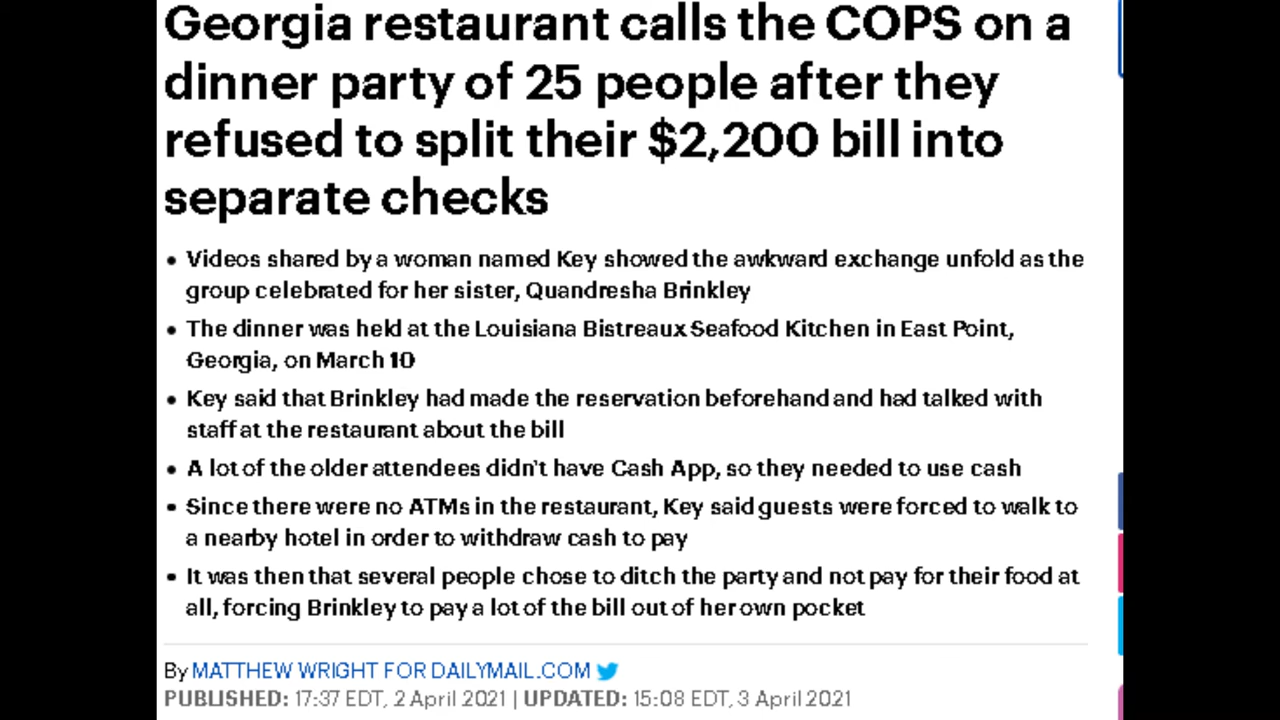 Georgia restaurant calls the COPS on a
dinner party of 25 people after they
refused to split their $2,200 bill into
separate checks
• Videos shared by a woman named Key showed the awkward exchange unfold as the
group celebrated for her sister, Quandresha Brinkley
• The dinner was held at the Louisiana Bistreaux Seafood Kitchen in East Point,
Georgia, on March 10
• Key said that Brinkley had made the reservation beforehand and had talked with
staff at the restaurant about the bill
• A lot of the older attendees didn't have Cash App, so they needed to use cash
• Since there were no ATMs in the restaurant, Key said guests were forced to walk to
a nearby hotel in order to withdraw cash to pay
• It was then that several people chose to ditch the party and not pay for their food at
all, forcing Brinkley to pay a lot of the bill out of her own pocket
By MATTHEW WRIGHT FOR DAILYMAIL.COM
PUBLISHED: 17:37 EDT, 2 April 2021 | UPDATED: 15:08 EDT, 3 April 2021